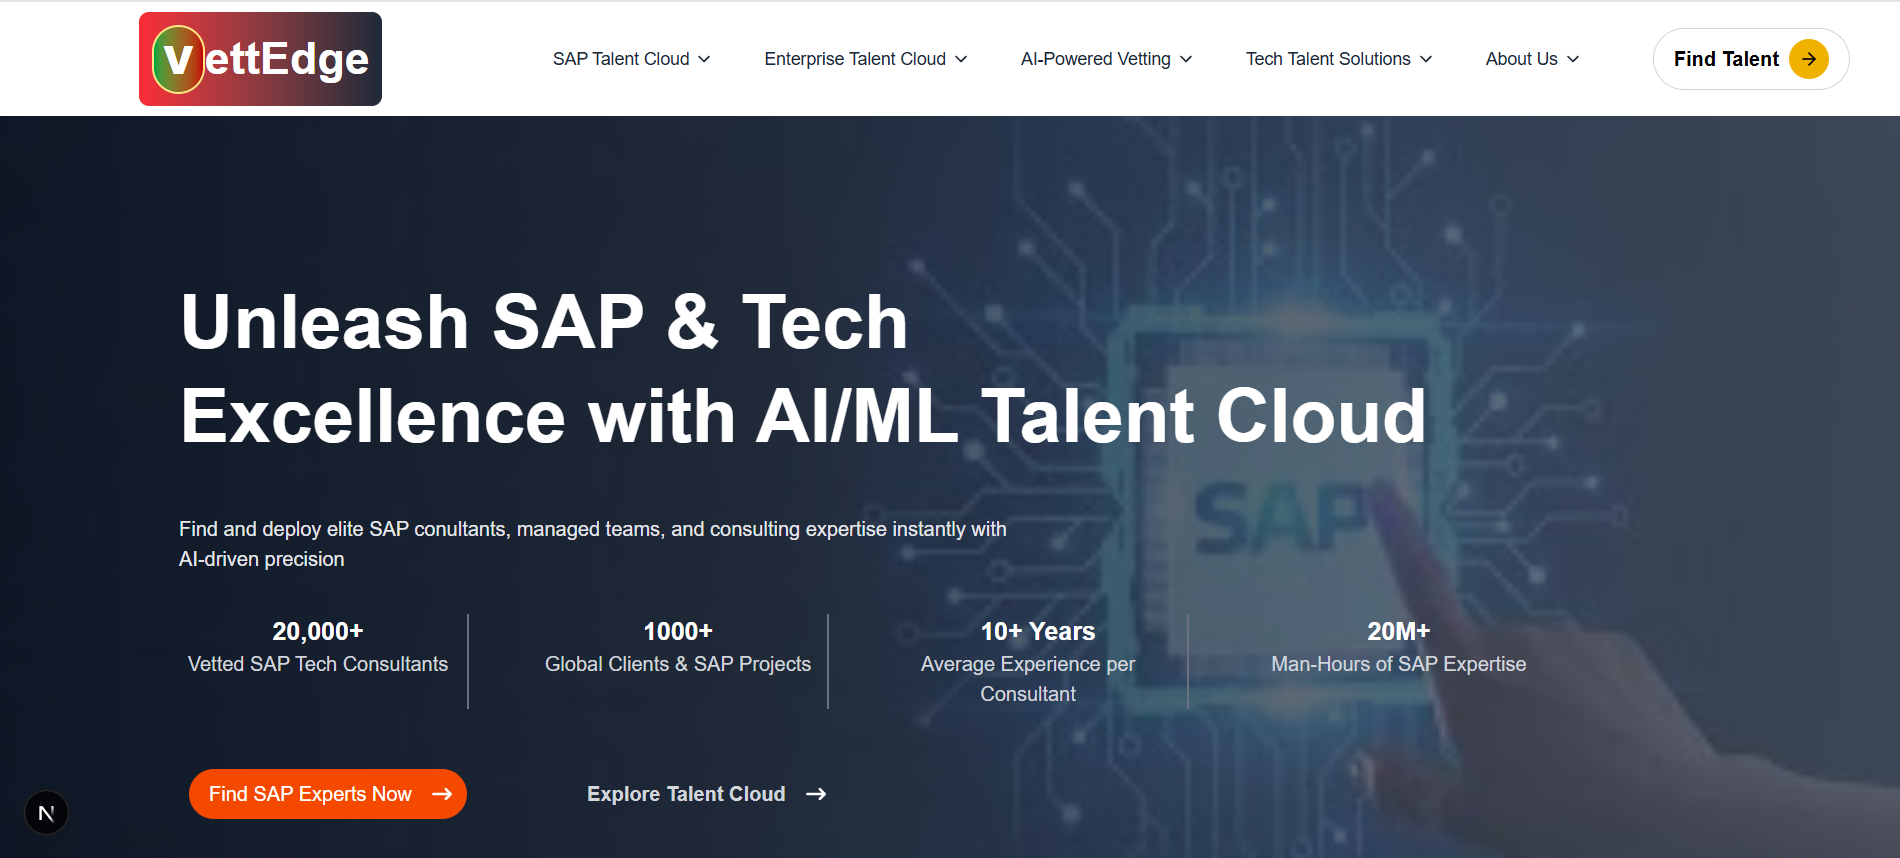 VettEdge
SAP Talent Cloud
Enterprise Talent Cloud
AI-Powered Vetting
Tech Talent Solutions
About Us
Find Talent
Unleash SAP & Tech
Excellence with AI/ML Talent Cloud
SAP
Find and deploy elite SAP conultants, managed teams, and consulting expertise instantly with
AI-driven precision
20,000+
Vetted SAP Tech Consultants
1000+
Global Clients & SAP Projects
10+ Years
Average Experience per
Consultant
20M+
Man-Hours of SAP Expertise
Find SAP Experts Now
Explore Talent Cloud
N